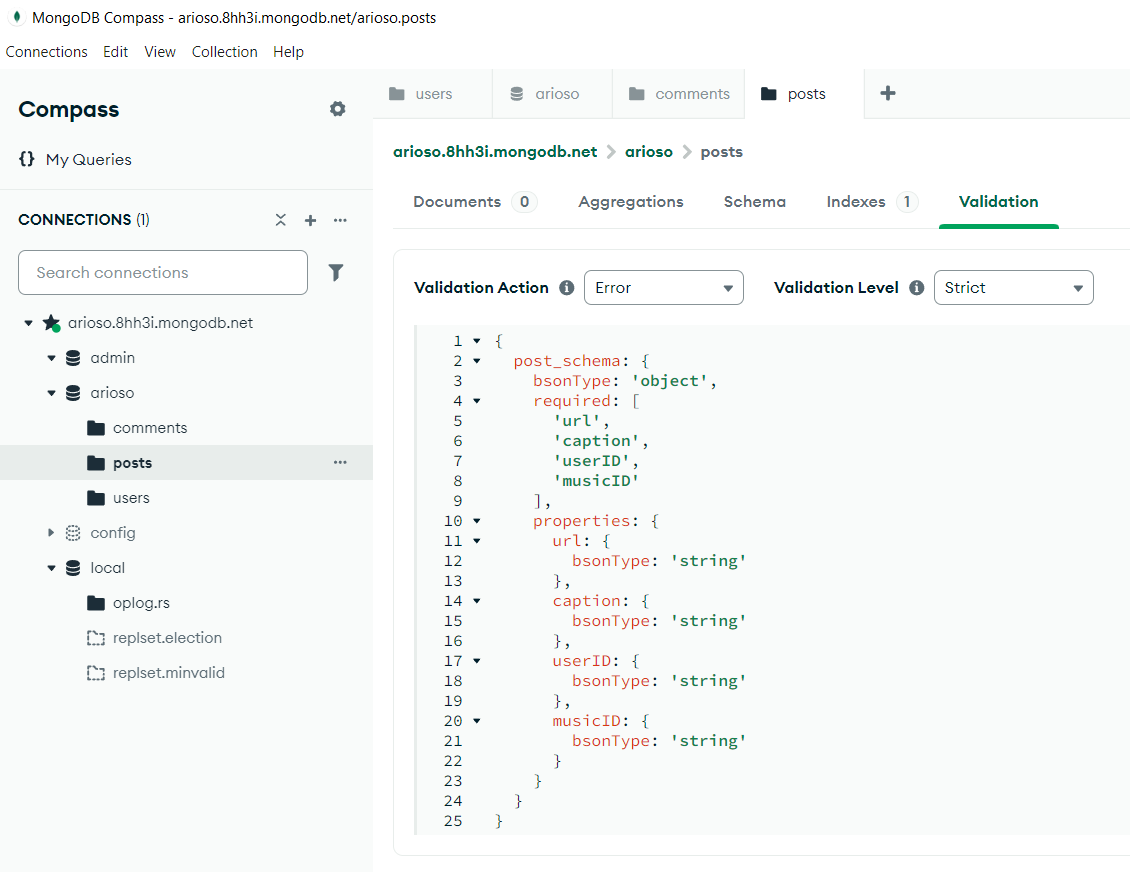 MongoDB Compass - arioso.8hh3i.mongodb.net/arioso.posts
Connections Edit View Collection Help
Compass
My Queries
CONNECTIONS (1)
Search connections
arioso.8hh3i.mongodb.net
admin
arioso
comments
posts
users
config
local
oplog.rs
replset.election
replset.minvalid
users arioso comments posts
arioso.8hh3i.mongodb.net > arioso > posts
Documents 0 Aggregations Schema Indexes 1 Validation
Validation Action Error Validation Level Strict
1 {
2 post_schema: {
3 bsonType: 'object',
4 required: [
5 'url',
6 'caption',
7 'userID',
8 'musicID'
9 ],
10 properties: {
11 url: {
12 bsonType: 'string'
13 },
14 caption: {
15 bsonType: 'string'
16 },
17 userID: {
18 bsonType: 'string'
19 },
20 musicID: {
21 bsonType: 'string'
22 }
23 }
24 }
25 }